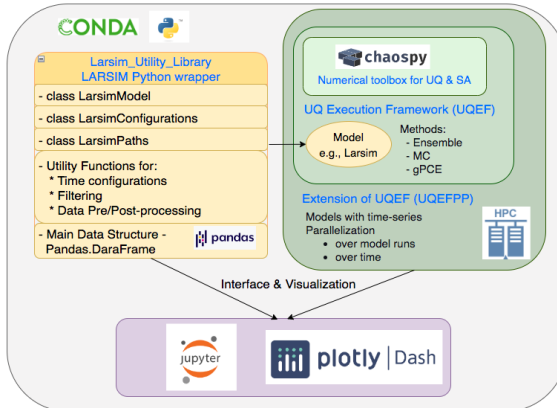 CONDA
Larsim_Utility_Library
LARSIM Python wrapper
- class LarsimModel
- class LarsimConfigurations
- class LarsimPaths
- Utility Functions for:
* Time configurations
* Filtering
* Data Pre/Post-processing
- Main Data Structure -
Pandas.DaraFrame
pandas
chaospy
Numerical toolbox for UQ & SA
UQ Execution Framework (UQEF)
Model
e.g., Larsim
Methods:
- Ensemble
- MC
- gPCE
Extension of UQEF (UQEFPP)
Models with time-series
Parallelization
• over model runs
• over time
HPC
Interface & Visualization
jupyter
plotly | Dash